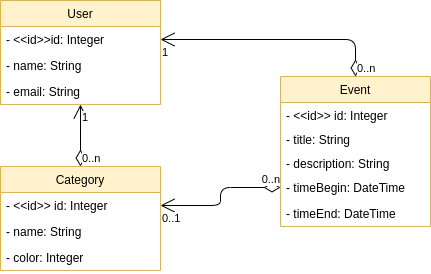 User
- <<id>>id: Integer
- name: String
- email: String
1
0..n
Event
- <<id>> id: Integer
- title: String
- description: String
- timeBegin: DateTime
- timeEnd: DateTime
1
0..n
Category
- <<id>> id: Integer
- name: String
- color: Integer
0..n
0..1